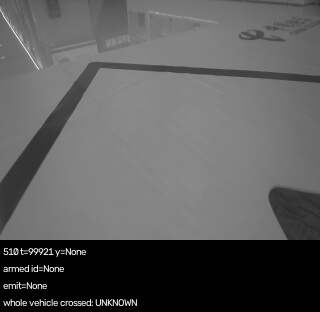 510 t=99921 y=None
armed id=None
emit=None
whole vehicle crossed: UNKNOWN